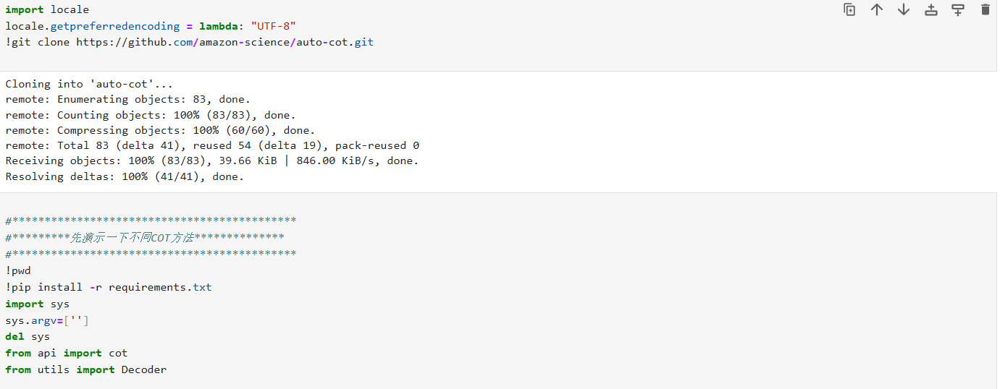 import locale
locale.getpreferredencoding = lambda: "UTF-8"
!git clone https://github.com/amazon-science/auto-cot.git
Cloning into 'auto-cot'...
remote: Enumerating objects: 83, done.
remote: Counting objects: 100% (83/83), done.
remote: Compressing objects: 100% (60/60), done.
remote: Total 83 (delta 41), reused 54 (delta 19), pack-reused 0
Receiving objects: 100% (83/83), 39.66 KiB | 846.00 KiB/s, done.
Resolving deltas: 100% (41/41), done.
#********************************************
#*********先演示一下不同COT方法**************
#********************************************
!pwd
!pip install -r requirements.txt
import sys
sys.argv=['']
del sys
from api import cot
from utils import Decoder